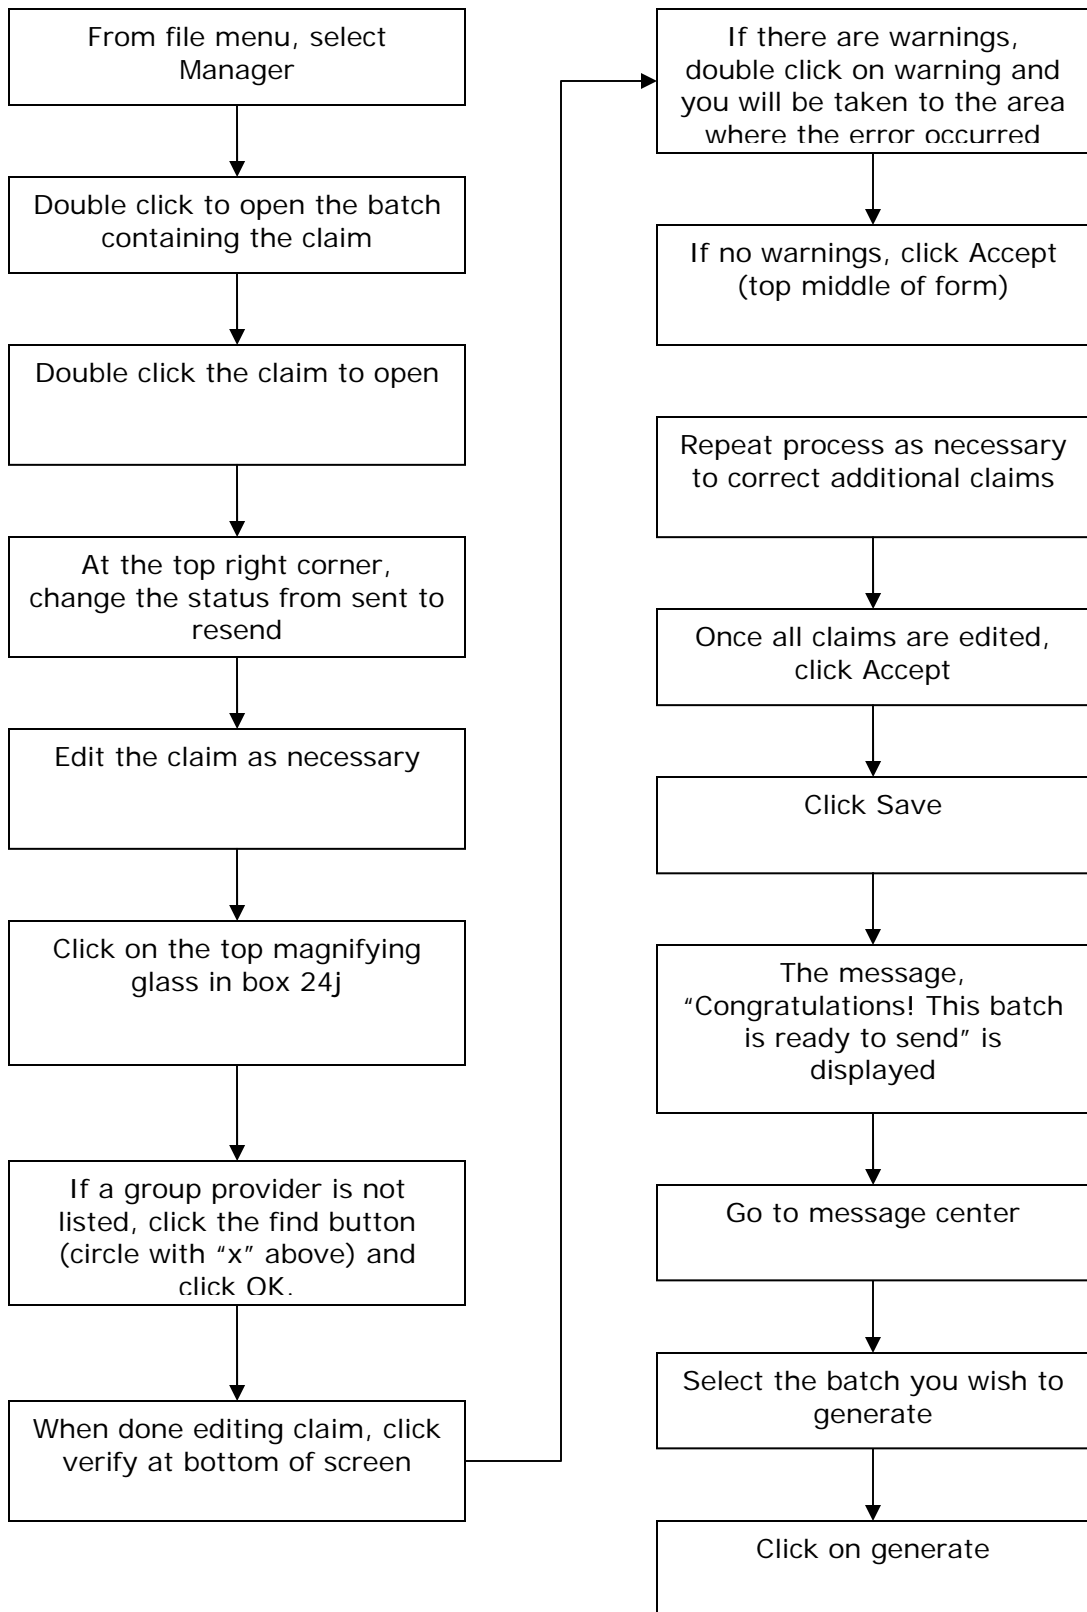 From file menu, select
Manager
Double click to open the batch
containing the claim
Double click the claim to open
At the top right corner,
change the status from sent to
resend
Edit the claim as necessary
Click on the top magnifying
glass in box 24j
If a group provider is not
listed, click the find button
(circle with “x” above) and
click OK.
When done editing claim, click
verify at bottom of screen
If there are warnings,
double click on warning and
you will be taken to the area
where the error occurred
If no warnings, click Accept
(top middle of form)
Repeat process as necessary
to correct additional claims
Once all claims are edited,
click Accept
Click Save
The message,
“Congratulations! This batch
is ready to send” is
displayed
Go to message center
Select the batch you wish to
generate
Click on generate